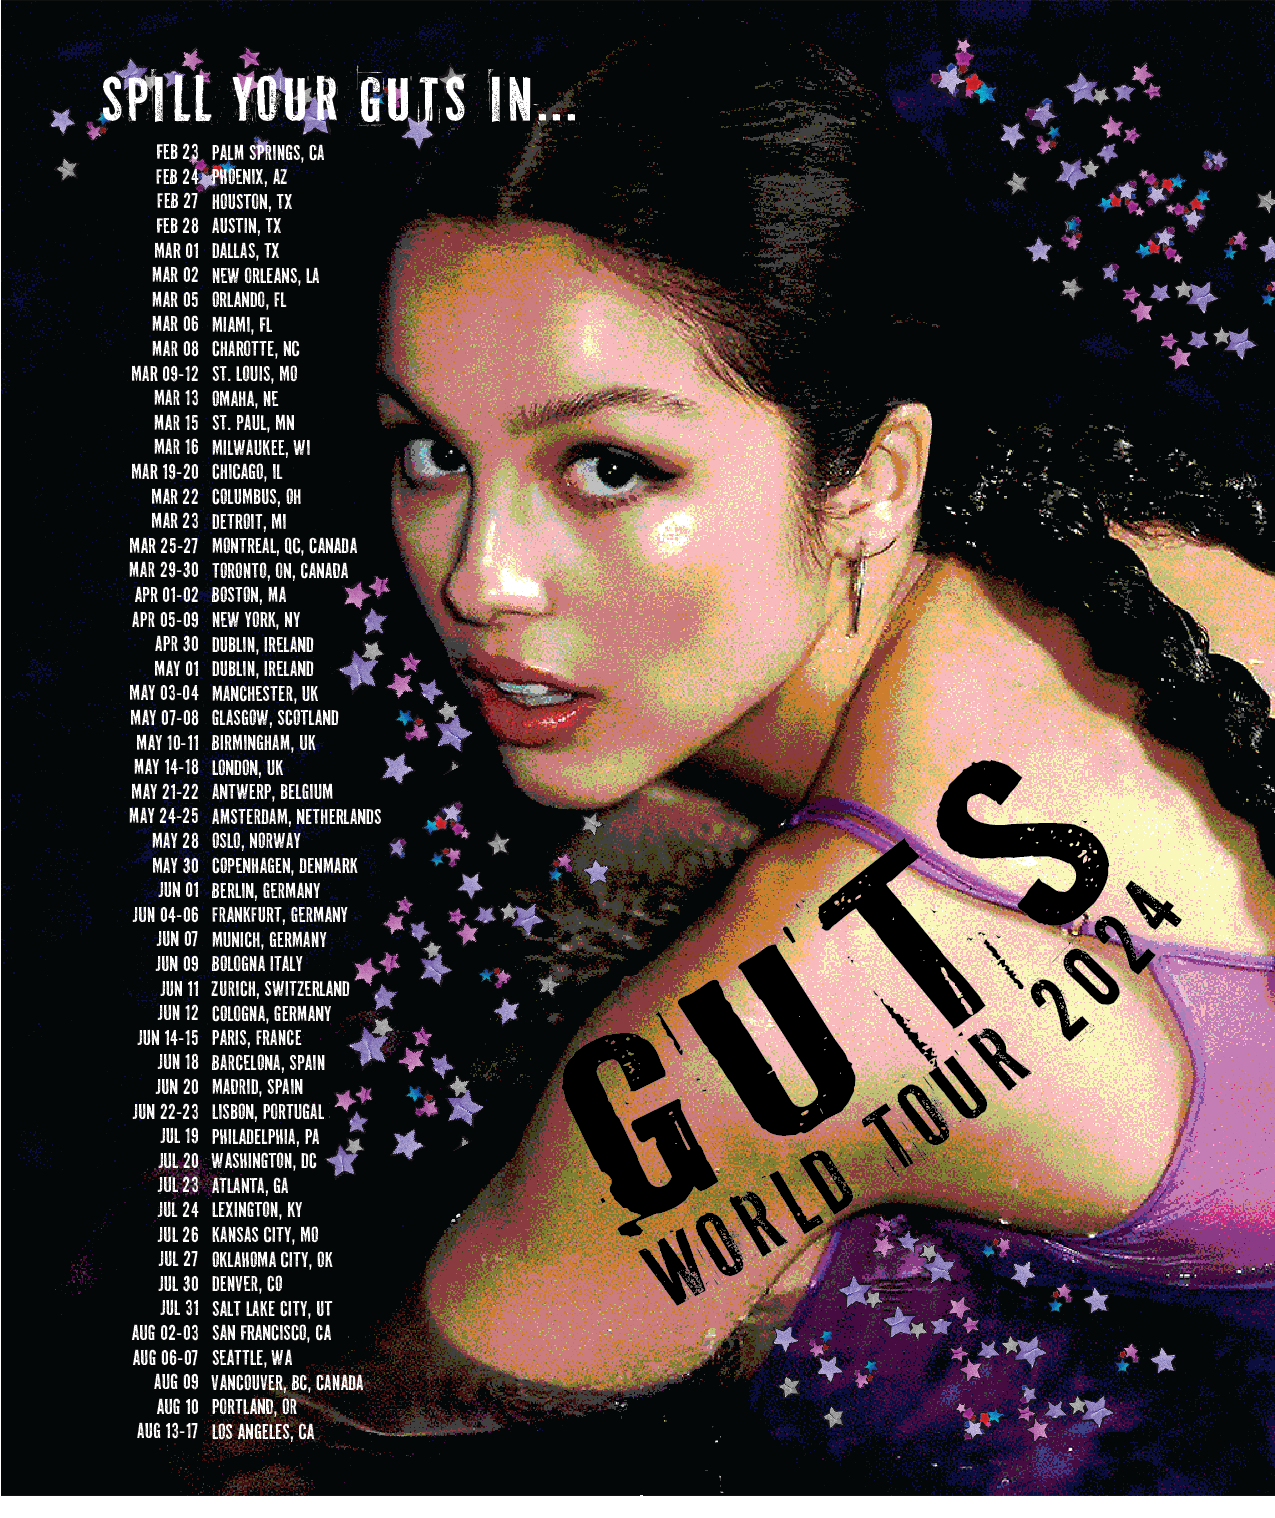 SPILL YOUR GUTS IN...
FEB 23 PALM SPRINGS, CA
FEB 24 PHOENIX, AZ
FEB 27 HOUSTON, TX
FEB 28 AUSTIN, TX
MAR 01 DALLAS, TX
MAR 02 NEW ORLEANS, LA
MAR 05 ORLANDO, FL
MAR 06 MIAMI, FL
MAR 08 CHAROTTE, NC
MAR 09-12 ST. LOUIS, MO
MAR 13 OMAHA, NE
MAR 15 ST. PAUL, MN
MAR 16 MILWAUKEE, WI
MAR 19-20 CHICAGO, IL
MAR 22 COLUMBUS, OH
MAR 23 DETROIT, MI
MAR 25-27 MONTREAL, QC, CANADA
MAR 29-30 TORONTO, ON, CANADA
APR 01-02 BOSTON, MA
APR 05-09 NEW YORK, NY
APR 30 DUBLIN, IRELAND
MAY 01 DUBLIN, IRELAND
MAY 03-04 MANCHESTER, UK
MAY 07-08 GLASGOW, SCOTLAND
MAY 10-11 BIRMINGHAM, UK
MAY 14-18 LONDON, UK
MAY 21-22 ANTWERP, BELGIUM
MAY 24-25 AMSTERDAM, NETHERLANDS
MAY 28 OSLO, NORWAY
MAY 30 COPENHAGEN, DENMARK
JUN 01 BERLIN, GERMANY
JUN 04-06 FRANKFURT, GERMANY
JUN 07 MUNICH, GERMANY
JUN 09 BOLOGNA ITALY
JUN 11 ZURICH, SWITZERLAND
JUN 12 COLOGNA, GERMANY
JUN 14-15 PARIS, FRANCE
JUN 18 BARCELONA, SPAIN
JUN 20 MADRID, SPAIN
JUN 22-23 LISBON, PORTUGAL
JUL 19 PHILADELPHIA, PA
JUL 20 WASHINGTON, DC
JUL 23 ATLANTA, GA
JUL 24 LEXINGTON, KY
JUL 26 KANSAS CITY, MO
JUL 27 OKLAHOMA CITY, OK
JUL 30 DENVER, CO
JUL 31 SALT LAKE CITY, UT
AUG 02-03 SAN FRANCISCO, CA
AUG 06-07 SEATTLE, WA
AUG 09 VANCOUVER, BC, CANADA
AUG 10 PORTLAND, OR
AUG 13-17 LOS ANGELES, CA
GUTS
WORLD TOUR 2024